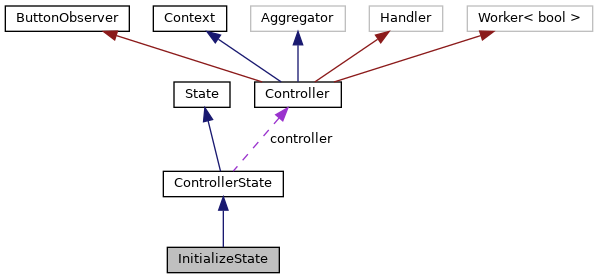 ButtonObserver
Context
Aggregator
Handler
Worker< bool >
State
Controller
controller
ControllerState
InitializeState